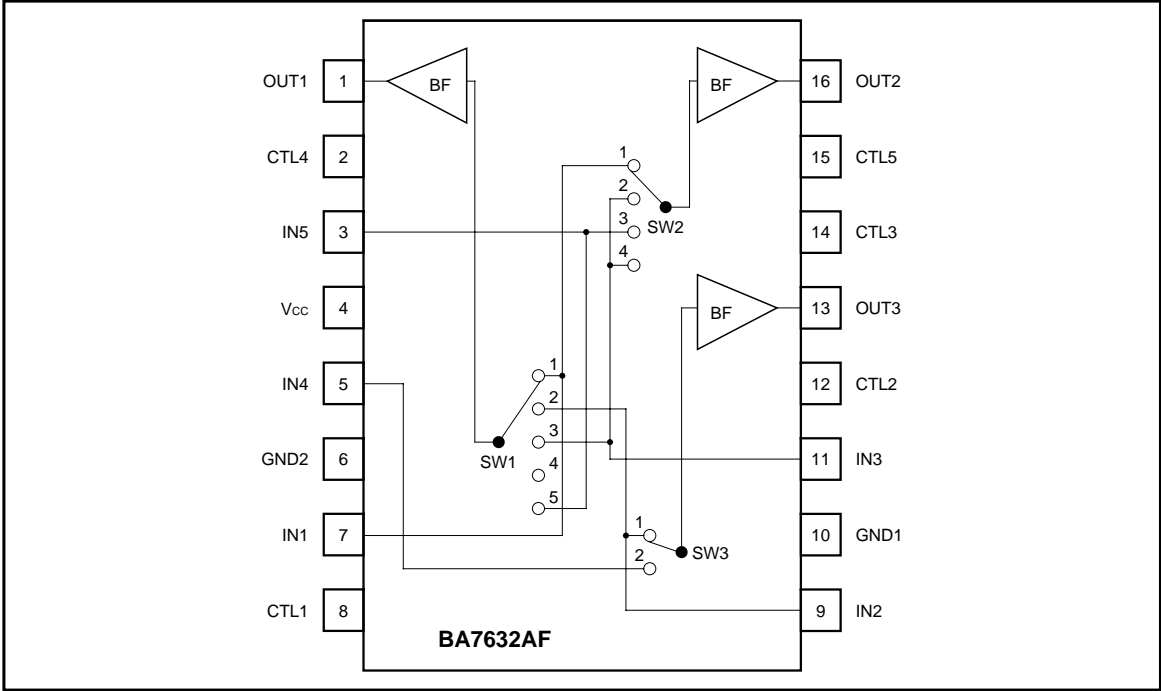 OUT1 1 BF BF 16 OUT2
CTL4 2 15 CTL5
1
2
IN5 3 3 SW2 14 CTL3
4
Vcc 4 BF 13 OUT3
IN4 5 1 12 CTL2
2
3
GND2 6 SW1 4 11 IN3
5
IN1 7 1 SW3 10 GND1
2
CTL1 8 BA7632AF 9 IN2